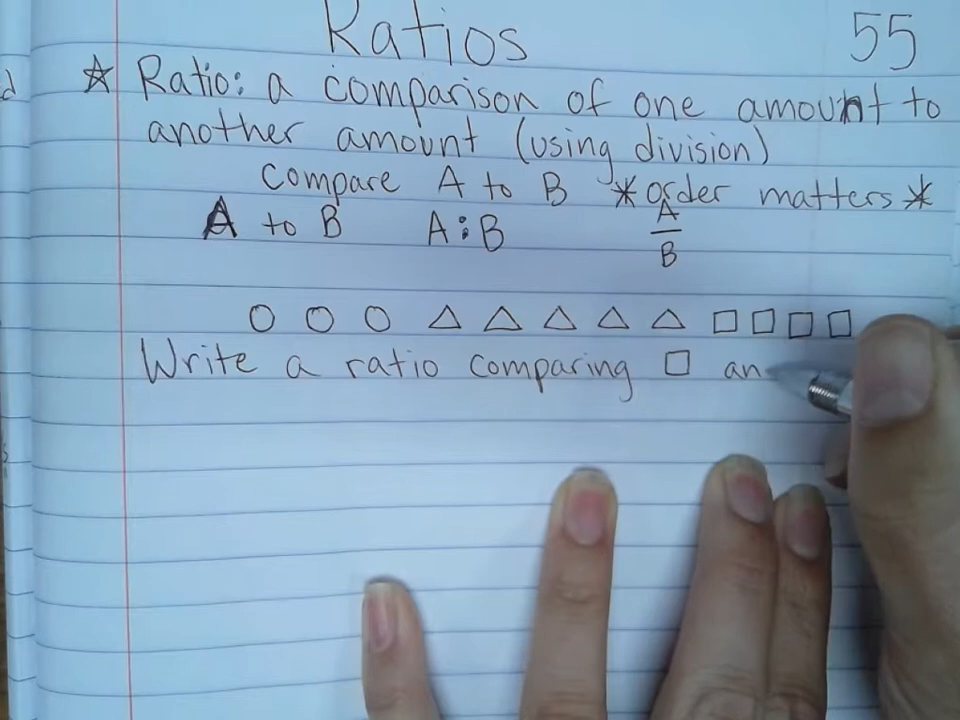 Ratios 55
d
☆ Ratio: a comparison of one amount to
another amount (using division)
Compare A to B *order matters*
A to B A:B A/B
○ ○ ○ △ △ △ △ △ □ □ □ □
Write a ratio comparing □ an